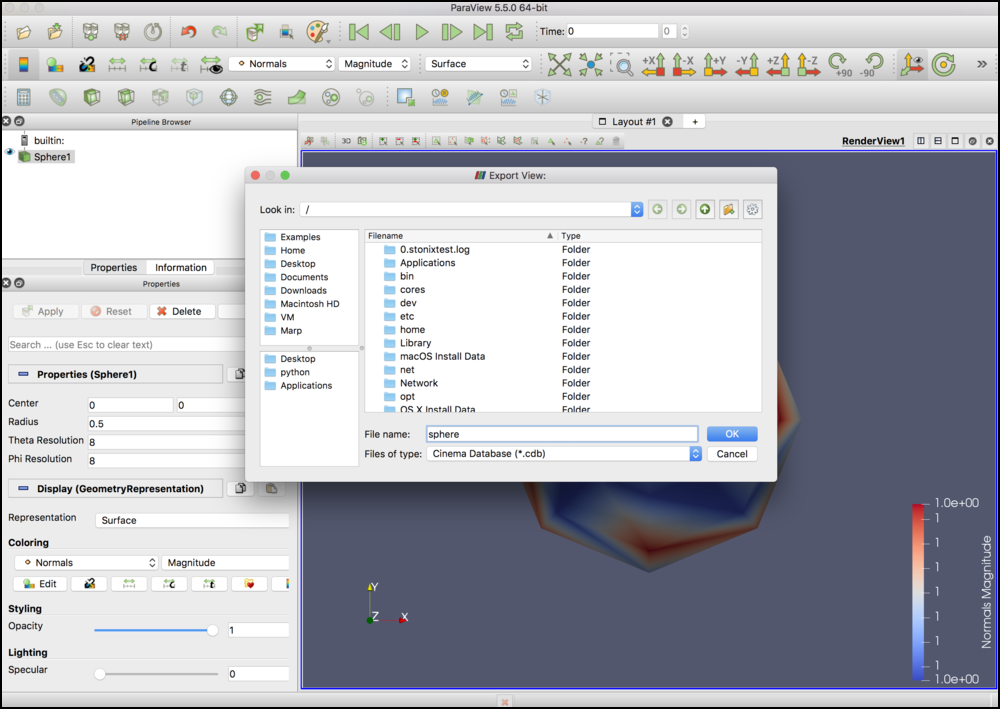 ParaView 5.5.0 64-bit
Time: 0 0
Normals Magnitude Surface +X -X +Y -Y +Z -Z +90 -90 »
Pipeline Browser
builtin:
Sphere1
Layout #1 +
3D RenderView1
Export View:
Look in: /
Examples
Home
Desktop
Documents
Downloads
Macintosh HD
VM
Marp
Desktop
python
Applications
Filename Type
0.stonixtest.log Folder
Applications Folder
bin Folder
cores Folder
dev Folder
etc Folder
home Folder
Library Folder
macOS Install Data Folder
net Folder
Network Folder
opt Folder
OS X Install Data Folder
File name: sphere OK
Files of type: Cinema Database (*.cdb) Cancel
Properties Information
Properties
Apply Reset Delete
Search ... (use Esc to clear text)
Properties (Sphere1)
Center 0 0
Radius 0.5
Theta Resolution 8
Phi Resolution 8
Display (GeometryRepresentation)
Representation Surface
Coloring
Normals Magnitude
Edit
Styling
Opacity 1
Lighting
Specular 0
Y
Z X
1.0e+00
1
1
1
1
1
1
1
1.0e+00
Normals Magnitude